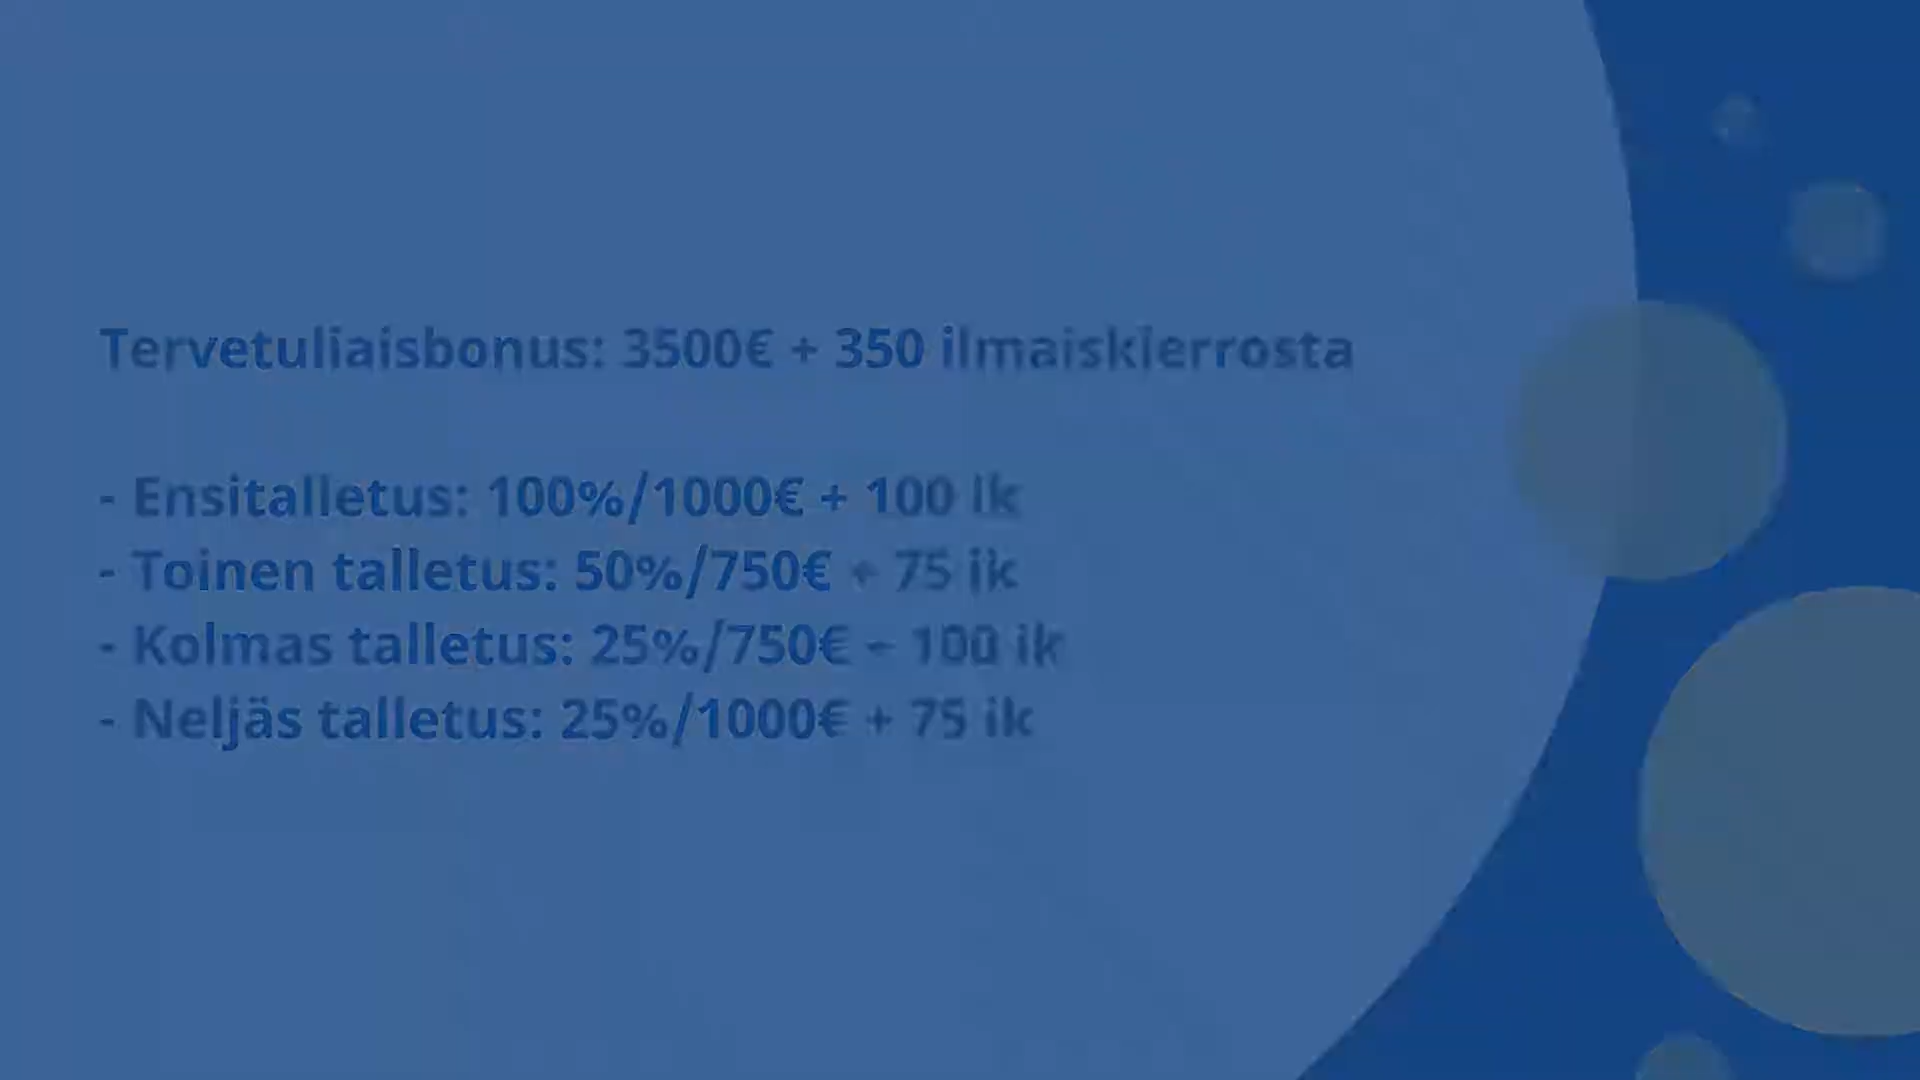 Tervetuliaisbonus: 3500€ + 350 ilmaiskierrosta
- Ensitalletus: 100%/1000€ + 100 ik
- Toinen talletus: 50%/750€ + 75 ik
- Kolmas talletus: 25%/750€ + 100 ik
- Neljäs talletus: 25%/1000€ + 75 ik